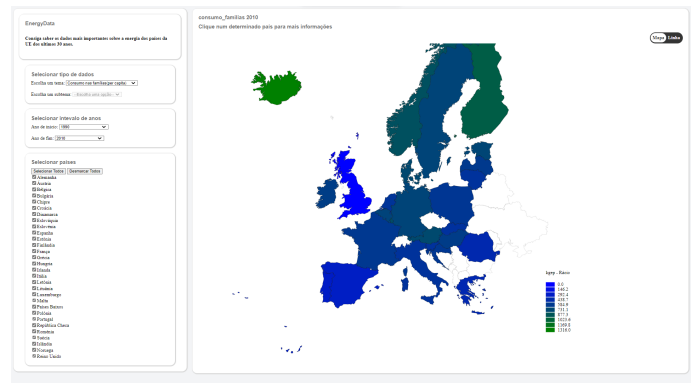 EnergyData
Consiga saber os dados mais importantes sobre a energia dos países da
UE dos ultimos 30 anos.
Selecionar tipo de dados
Escolha um tema: Consumo nas famílias(per capita)
Escolha um subtema: - Escolha uma opção -
Selecionar intervalo de anos
Ano de início: 1990
Ano de fim: 2010
Selecionar países
Selecionar Todos Desmarcar Todos
Alemanha
Austria
Bélgica
Bulgária
Chipre
Croácia
Dinamarca
Eslováquia
Eslovénia
Espanha
Estónia
Finlândia
França
Grécia
Hungria
Irlanda
Itália
Letónia
Lituânia
Luxemburgo
Malta
Países Baixos
Polónia
Portugal
República Checa
Roménia
Suécia
Islândia
Noruega
Reino Unido
consumo_famílias 2010
Clique num determinado país para mais informações
Mapa Linha
kgep - Rácio
0.0
146.2
292.4
438.7
584.9
731.1
877.3
1023.6
1169.8
1316.0